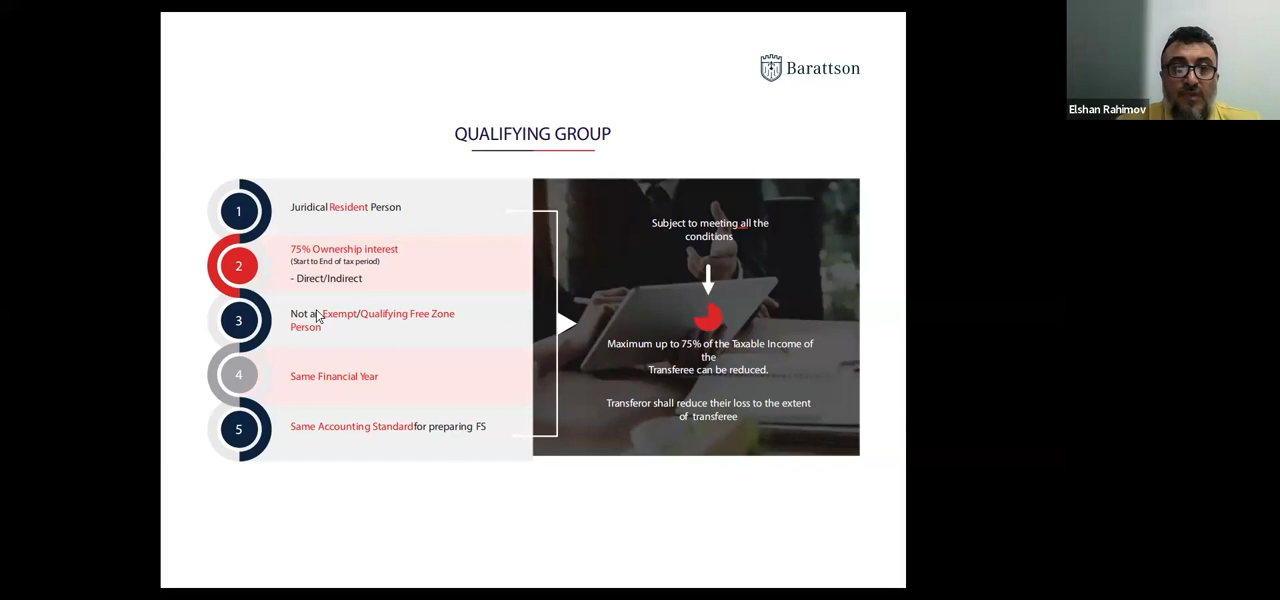 Barattson
Elshan Rahimov
QUALIFYING GROUP
1
Juridical Resident Person
2
75% Ownership interest
(Start to End of tax period)
- Direct/Indirect
3
Not an Exempt/Qualifying Free Zone
Person
4
Same Financial Year
5
Same Accounting Standard for preparing FS
Subject to meeting all the
conditions
Maximum up to 75% of the Taxable Income of
the
Transferee can be reduced.
Transferor shall reduce their loss to the extent
of transferee